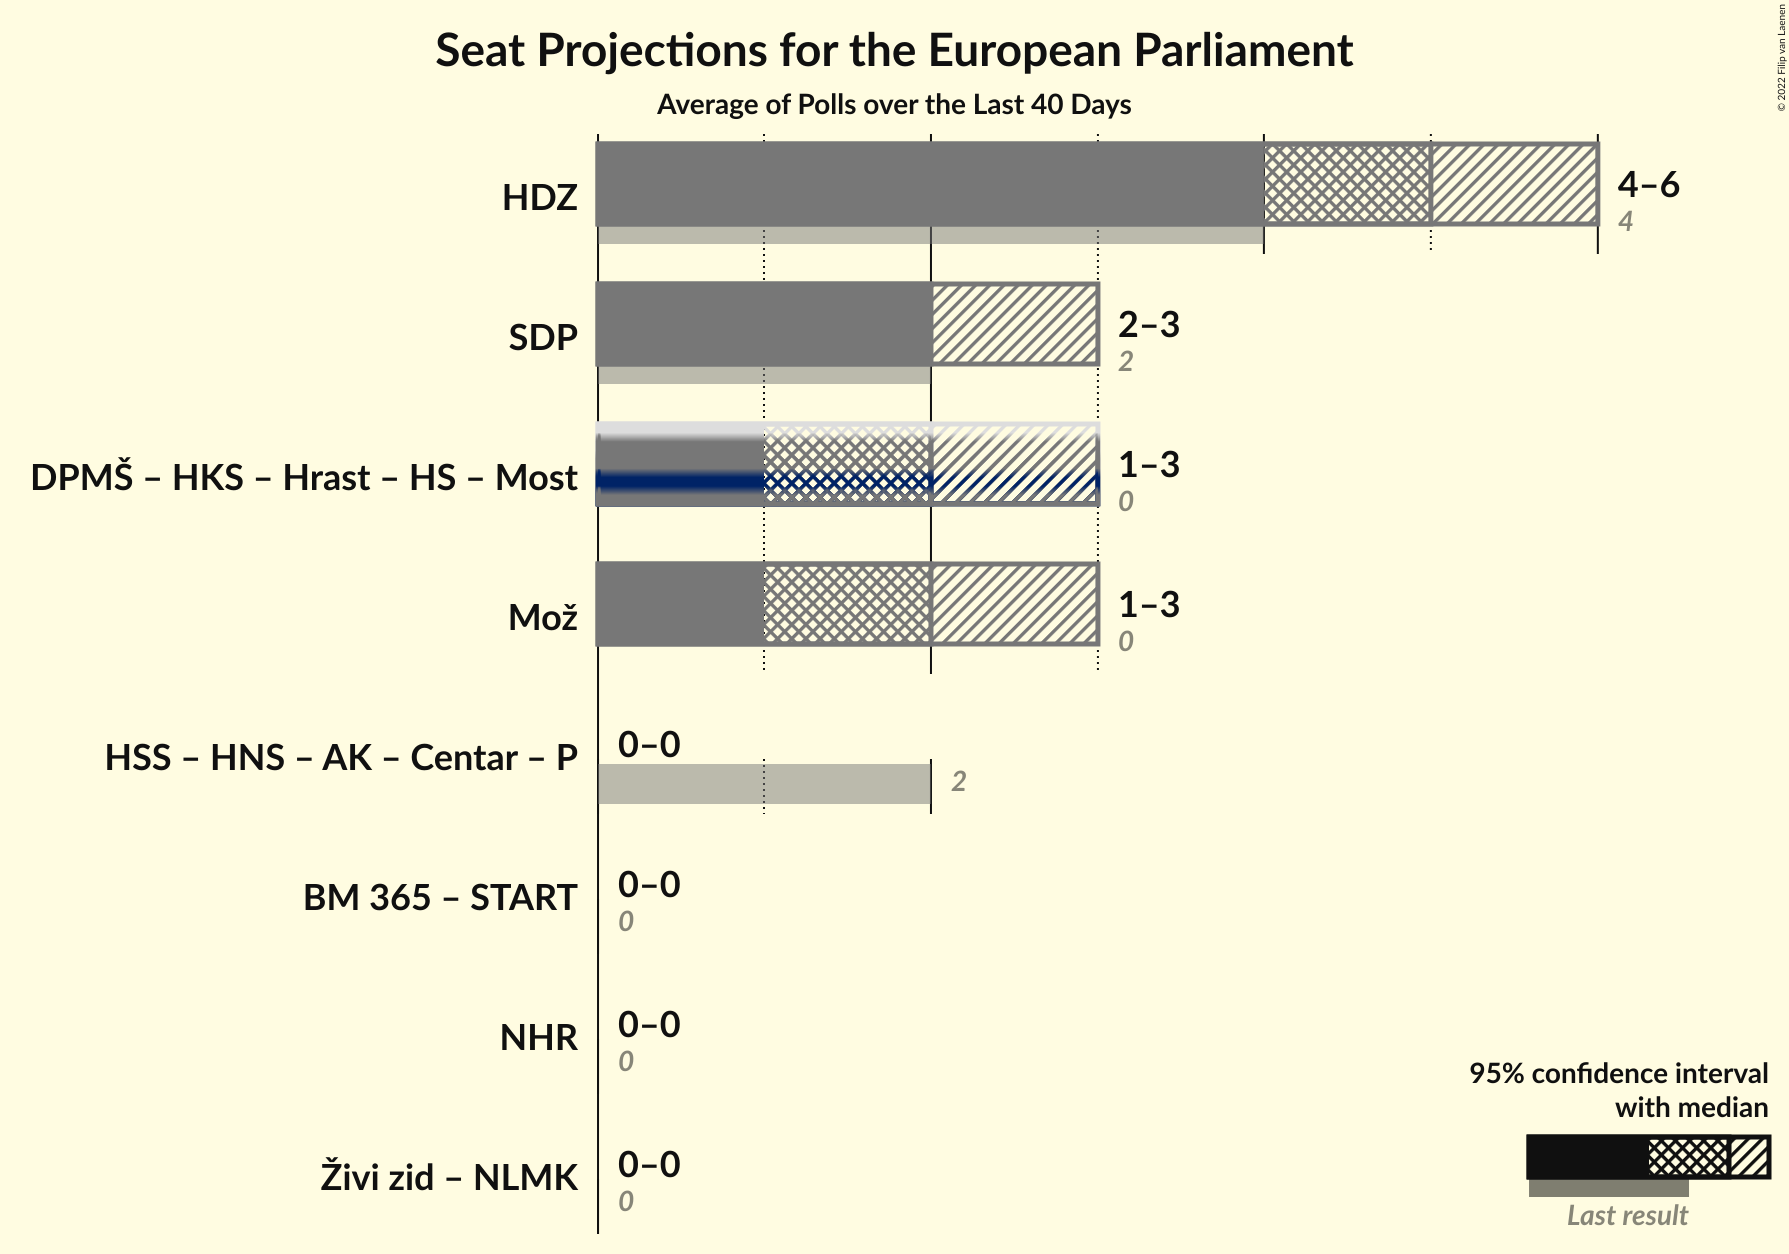 Seat Projections for the European Parliament
Average of Polls over the Last 40 Days
© 2022 Filip van Laenen
HDZ
4–6
4
SDP
2–3
2
DPMŠ – HKS – Hrast – HS – Most
1–3
0
Mož
1–3
0
HSS – HNS – AK – Centar – P
0–0
2
BM 365 – START
0–0
0
NHR
0–0
0
Živi zid – NLMK
0–0
0
95% confidence interval
with median
Last result